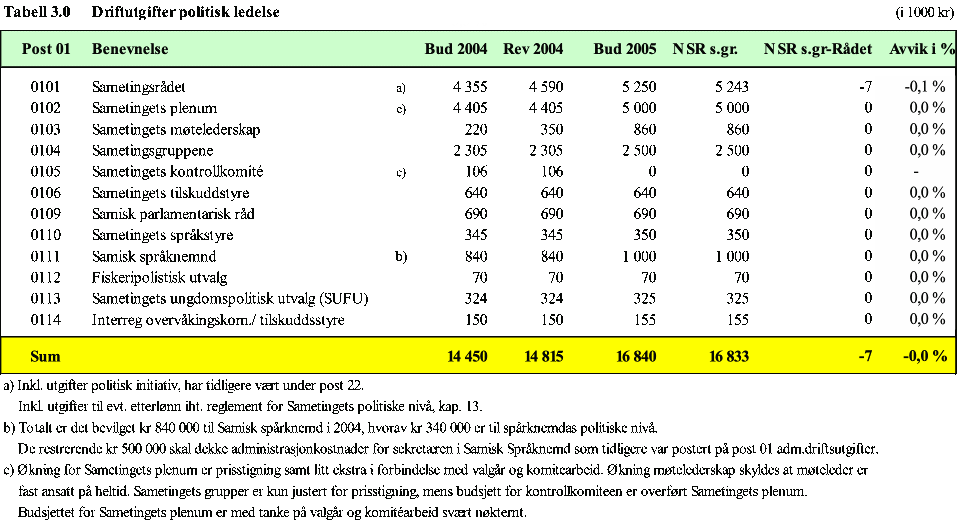 Tabell 3.0 Driftutgifter politisk ledelse (i 1000 kr)
Post 01 Benevnelse Bud 2004 Rev 2004 Bud 2005 NSR s.gr. NSR s.gr-Rådet Avvik i %
0101 Sametingsrådet a) 4 355 4 590 5 250 5 243 -7 -0,1 %
0102 Sametingets plenum c) 4 405 4 405 5 000 5 000 0 0,0 %
0103 Sametingets møtelederskap 220 350 860 860 0 0,0 %
0104 Sametingsgruppene 2 305 2 305 2 500 2 500 0 0,0 %
0105 Sametingets kontrollkomité c) 106 106 0 0 0 -
0106 Sametingets tilskuddstyre 640 640 640 640 0 0,0 %
0109 Samisk parlamentarisk råd 690 690 690 690 0 0,0 %
0110 Sametingets språkstyre 345 345 350 350 0 0,0 %
0111 Samisk språknemnd b) 840 840 1 000 1 000 0 0,0 %
0112 Fiskeripolistisk utvalg 70 70 70 70 0 0,0 %
0113 Sametingets ungdomspolitisk utvalg (SUFU) 324 324 325 325 0 0,0 %
0114 Interreg overvåkingskom./ tilskuddsstyre 150 150 155 155 0 0,0 %
Sum 14 450 14 815 16 840 16 833 -7 -0,0 %
a) Inkl. utgifter politisk initiativ, har tidligere vært under post 22.
Inkl. utgifter til evt. etterlønn iht. reglement for Sametingets politiske nivå, kap. 13.
b) Totalt er det bevilget kr 840 000 til Samisk spårknemd i 2004, hvorav kr 340 000 er til spårknemdas politiske nivå.
De restrerende kr 500 000 skal dekke administrasjonkostnader for sekretæren i Samisk Språknemd som tidligere var postert på post 01 adm.driftsutgifter.
c) Økning for Sametingets plenum er prisstigning samt litt ekstra i forbindelse med valgår og komitearbeid. Økning møtelederskap skyldes at møteleder er
fast ansatt på heltid. Sametingets grupper er kun justert for prisstigning, mens budsjett for kontrollkomiteen er overført Sametingets plenum.
Budsjettet for Sametingets plenum er med tanke på valgår og komitéarbeid svært nøkternt.